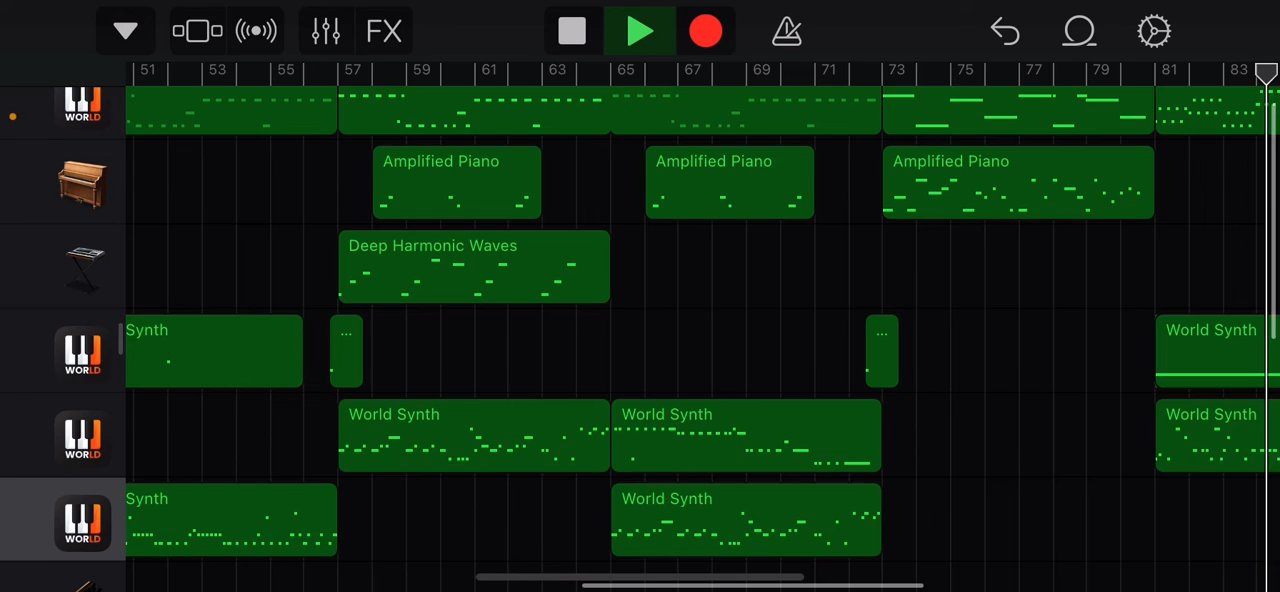 FX
51 53 55 57 59 61 63 65 67 69 71 73 75 77 79 81 83
WORLD
Amplified Piano Amplified Piano Amplified Piano
Deep Harmonic Waves
WORLD Synth ... ... World Synth
WORLD World Synth World Synth World Synth
WORLD Synth World Synth